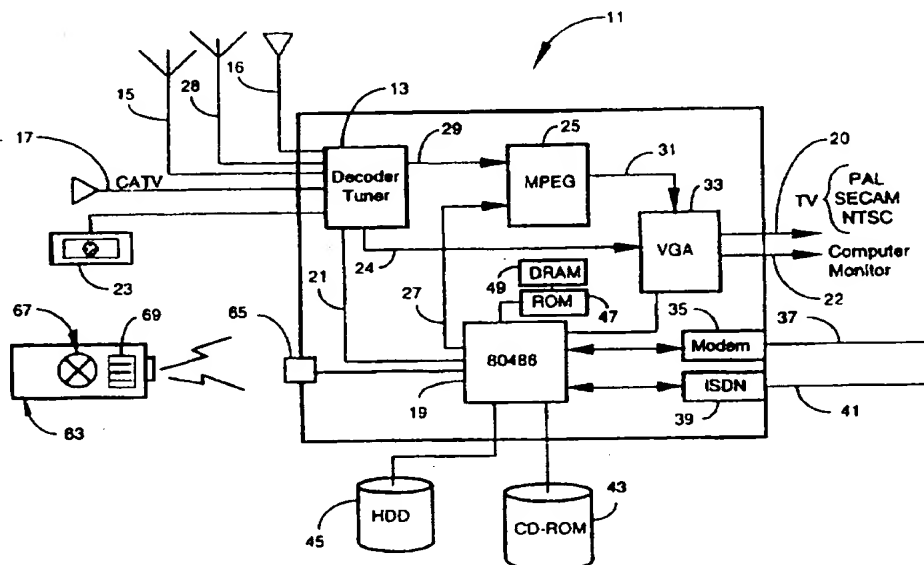 11
15
28
16
13
29
25
31
20
17
CATV
Decoder
Tuner
MPEG
33
TV
PAL
SECAM
NTSC
VGA
Computer
Monitor
23
21
24
27
49
DRAM
ROM
47
22
35
37
67
69
65
80486
Modem
ISDN
63
19
39
41
45
HDD
CD-ROM
43